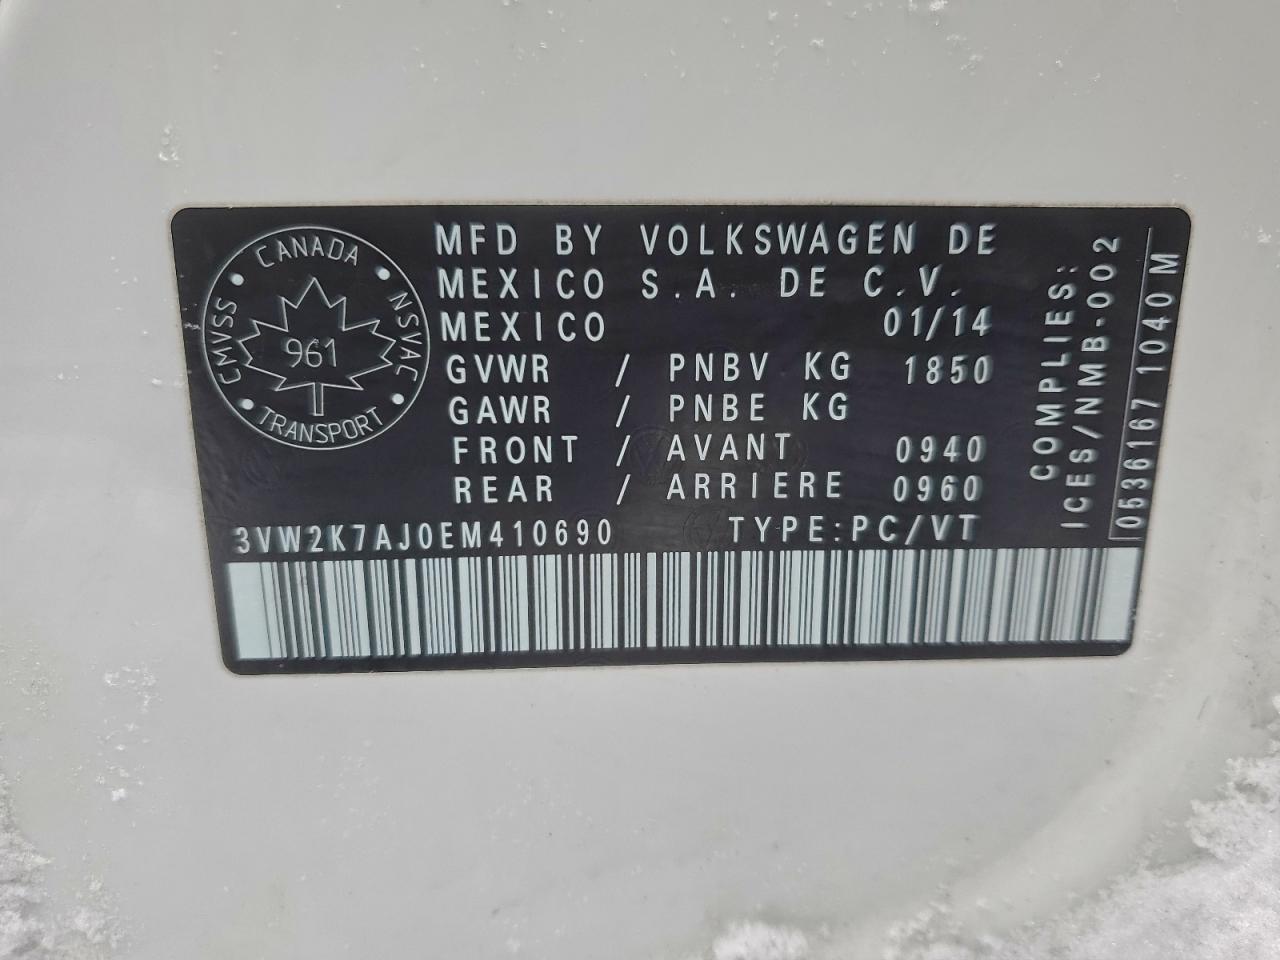 CANADA
CMVSS
NSVAC
961
TRANSPORT
MFD BY VOLKSWAGEN DE
MEXICO S.A. DE C.V.
MEXICO 01/14
GVWR / PNBV KG 1850
GAWR / PNBE KG
FRONT / AVANT 0940
REAR / ARRIERE 0960
3VW2K7AJ0EM410690 TYPE:PC/VT
COMPLIES:
ICES/NMB-002
0536167 1040 M